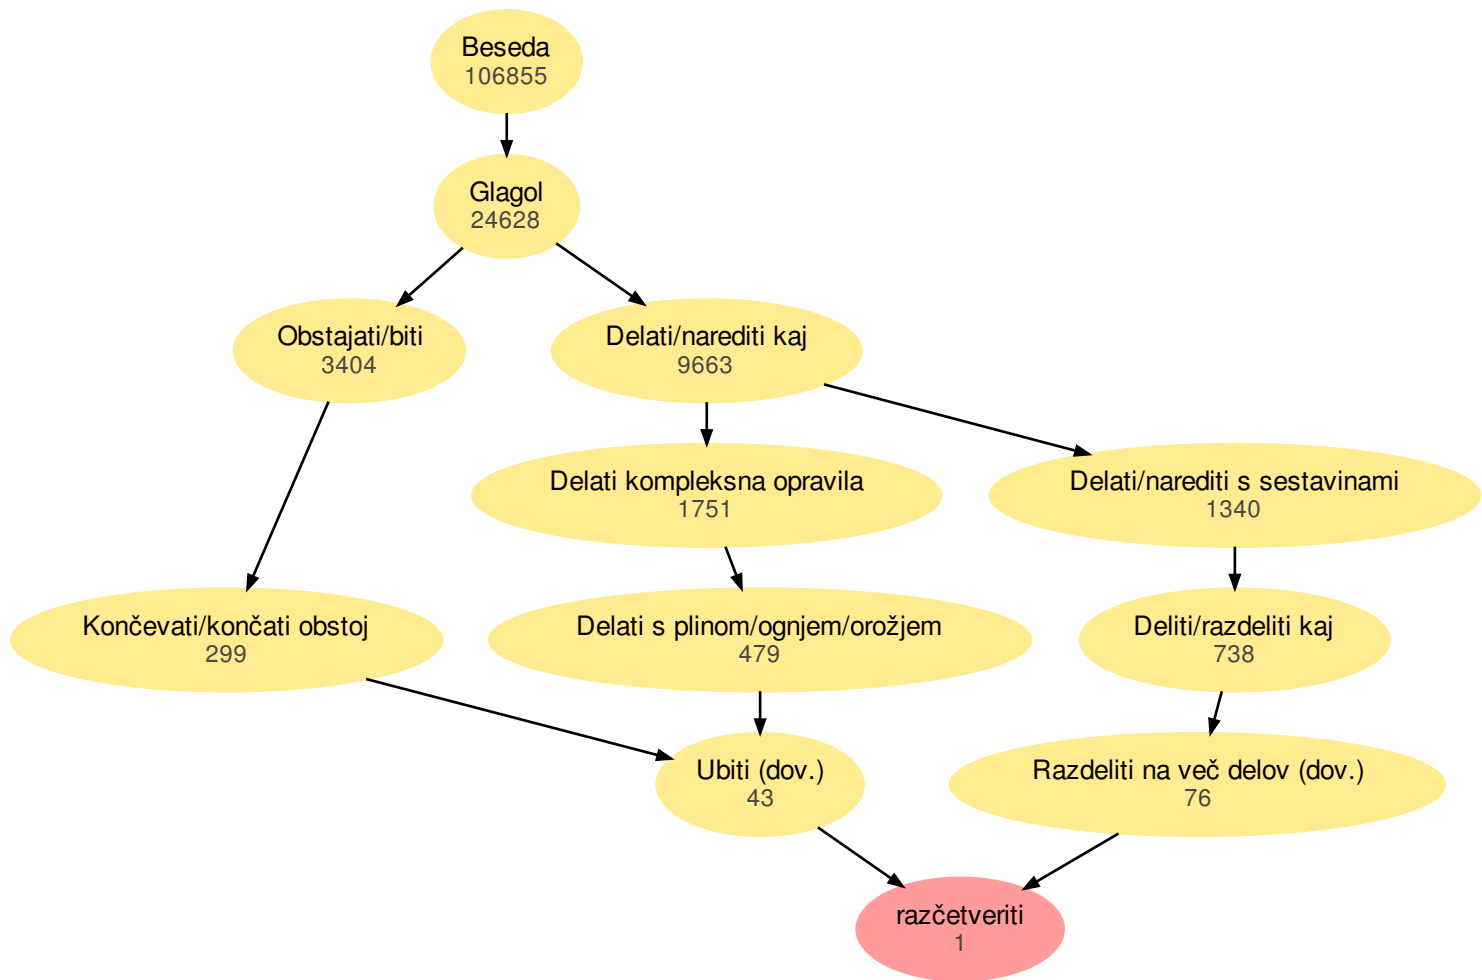 Beseda
106855
Glagol
24628
Obstajati/biti
3404
Delati/narediti kaj
9663
Delati kompleksna opravila
1751
Delati/narediti s sestavinami
1340
Končevati/končati obstoj
299
Delati s plinom/ognjem/orožjem
479
Deliti/razdeliti kaj
738
Ubiti (dov.)
43
Razdeliti na več delov (dov.)
76
razčetveriti
1